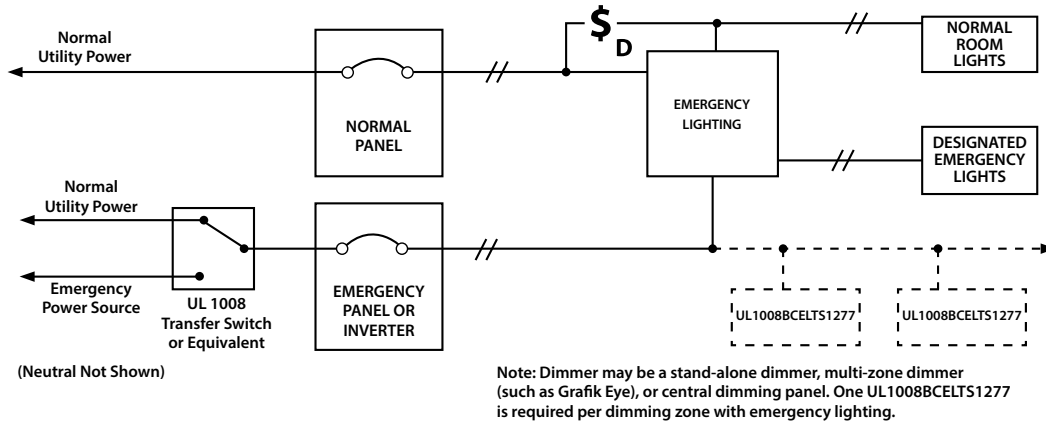 Normal
Utility Power
NORMAL
PANEL
$
D
EMERGENCY
LIGHTING
NORMAL
ROOM
LIGHTS
DESIGNATED
EMERGENCY
LIGHTS
Normal
Utility Power
Emergency
Power Source
UL 1008
Transfer Switch
or Equivalent
EMERGENCY
PANEL OR
INVERTER
UL1008BCELTS1277
UL1008BCELTS1277
(Neutral Not Shown)
Note: Dimmer may be a stand-alone dimmer, multi-zone dimmer
(such as Grafik Eye), or central dimming panel. One UL1008BCELTS1277
is required per dimming zone with emergency lighting.